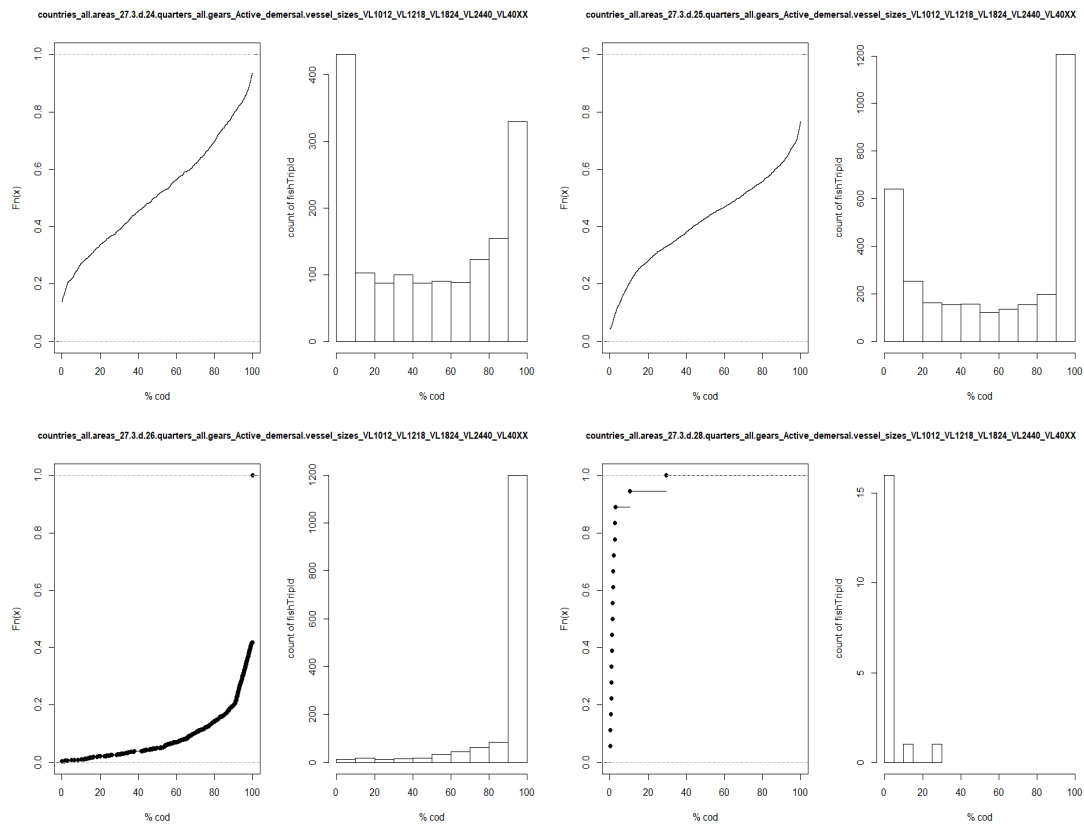 countries_all.areas_27.3.d.24.quarters_all.gears_Active_demersal.vessel_sizes_VL1012_VL1218_VL1824_VL2440_VL40XX
Fn(x)
0.0 0.2 0.4 0.6 0.8 1.0
0 20 40 60 80 100
% cod
count of fishTripId
0 100 200 300 400
0 20 40 60 80 100
% cod
countries_all.areas_27.3.d.25.quarters_all.gears_Active_demersal.vessel_sizes_VL1012_VL1218_VL1824_VL2440_VL40XX
Fn(x)
0.0 0.2 0.4 0.6 0.8 1.0
0 20 40 60 80 100
% cod
count of fishTripId
0 200 400 600 800 1000 1200
0 20 40 60 80 100
% cod
countries_all.areas_27.3.d.26.quarters_all.gears_Active_demersal.vessel_sizes_VL1012_VL1218_VL1824_VL2440_VL40XX
Fn(x)
0.0 0.2 0.4 0.6 0.8 1.0
0 20 40 60 80 100
% cod
count of fishTripId
0 200 400 600 800 1000 1200
0 20 40 60 80 100
% cod
countries_all.areas_27.3.d.28.quarters_all.gears_Active_demersal.vessel_sizes_VL1012_VL1218_VL1824_VL2440_VL40XX
Fn(x)
0.0 0.2 0.4 0.6 0.8 1.0
0 20 40 60 80 100
% cod
count of fishTripId
0 5 10 15
0 20 40 60 80 100
% cod